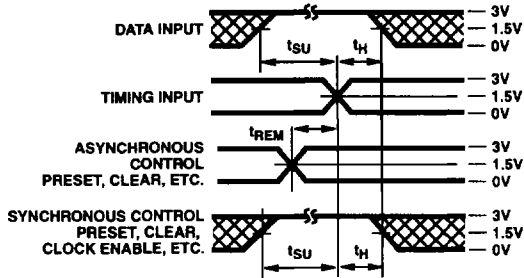 DATA INPUT
tSU
tH
3V
1.5V
0V
TIMING INPUT
3V
1.5V
0V
tREM
ASYNCHRONOUS
CONTROL
PRESET, CLEAR, ETC.
3V
1.5V
0V
SYNCHRONOUS CONTROL
PRESET, CLEAR,
CLOCK ENABLE, ETC.
tSU
tH
3V
1.5V
0V